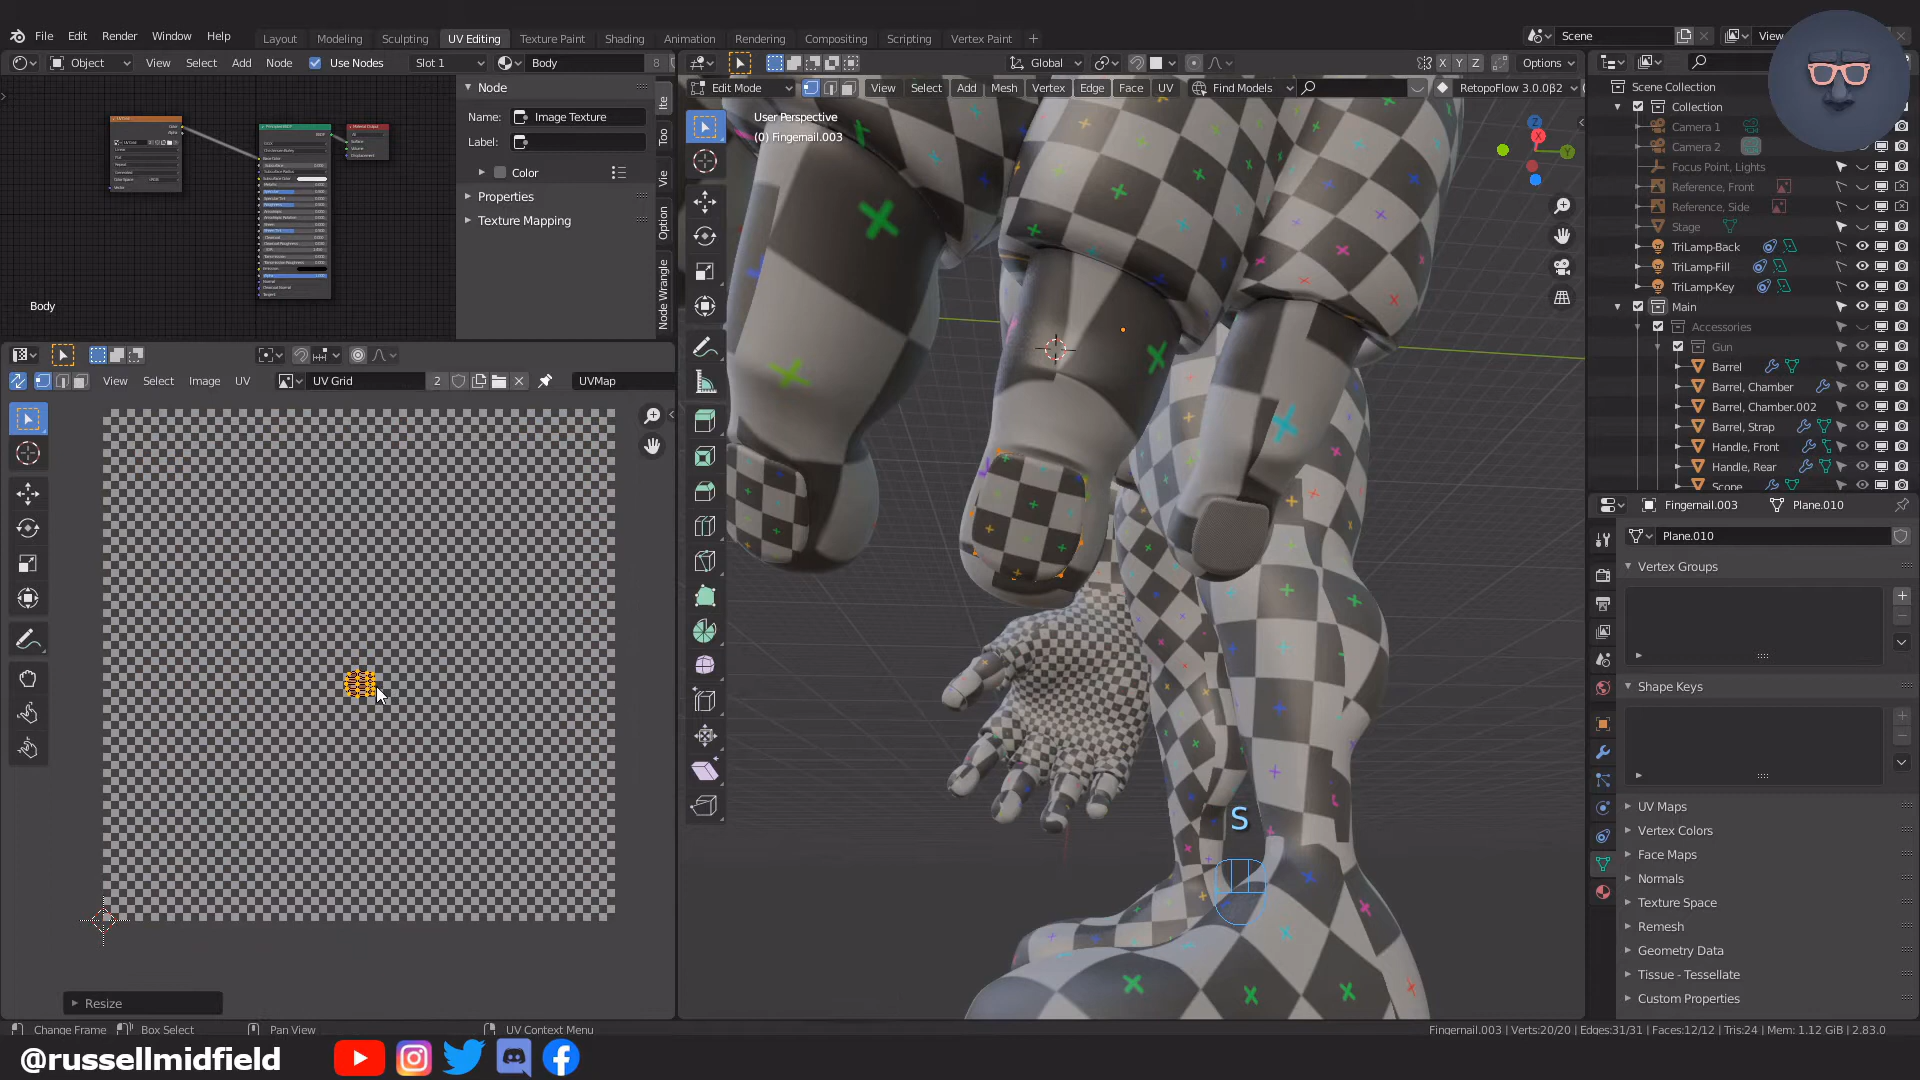 File Edit Render Window Help
Layout Modeling Sculpting UV Editing Texture Paint Shading Animation Rendering Compositing Scripting Vertex Paint +
Scene
View
Object View Select Add Node Use Nodes Slot 1 Body 8
Global
X Y Z
Options
Edit Mode View Select Add Mesh Vertex Edge Face UV Find Models RetopoFlow 3.0.0β2
User Perspective
(0) Fingernail.003
Node
Name: Image Texture
Label:
Color
Properties
Texture Mapping
Ite
Too
Vie
Option
Node Wrangle
Body
View Select Image UV UV Grid 2 UVMap
Resize
S
Scene Collection
Collection
Camera 1
Camera 2
Focus Point, Lights
Reference, Front
Reference, Side
Stage
TriLamp-Back
TriLamp-Fill
TriLamp-Key
Main
Accessories
Gun
Barrel
Barrel, Chamber
Barrel, Chamber.002
Barrel, Strap
Handle, Front
Handle, Rear
Scope
Fingernail.003 Plane.010
Plane.010
Vertex Groups
Shape Keys
UV Maps
Vertex Colors
Face Maps
Normals
Texture Space
Remesh
Geometry Data
Tissue - Tessellate
Custom Properties
Change Frame Box Select Pan View UV Context Menu
Fingernail.003 | Verts:20/20 | Edges:31/31 | Faces:12/12 | Tris:24 | Mem: 1.12 GiB | 2.83.0
@russellmidfield